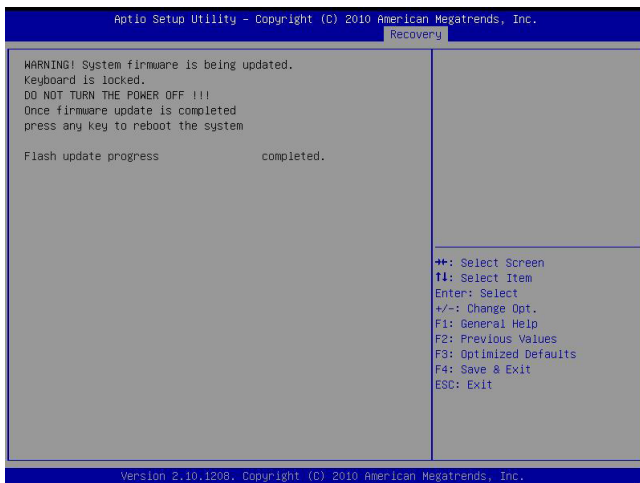 Aptio Setup Utility – Copyright (C) 2010 American Megatrends, Inc.
Recovery
WARNING! System firmware is being updated.
Keyboard is locked.
DO NOT TURN THE POWER OFF !!!
Once firmware update is completed
press any key to reboot the system
Flash update progress completed.
→←: Select Screen
↑↓: Select Item
Enter: Select
+/-: Change Opt.
F1: General Help
F2: Previous Values
F3: Optimized Defaults
F4: Save & Exit
ESC: Exit
Version 2.10.1208. Copyright (C) 2010 American Megatrends, Inc.